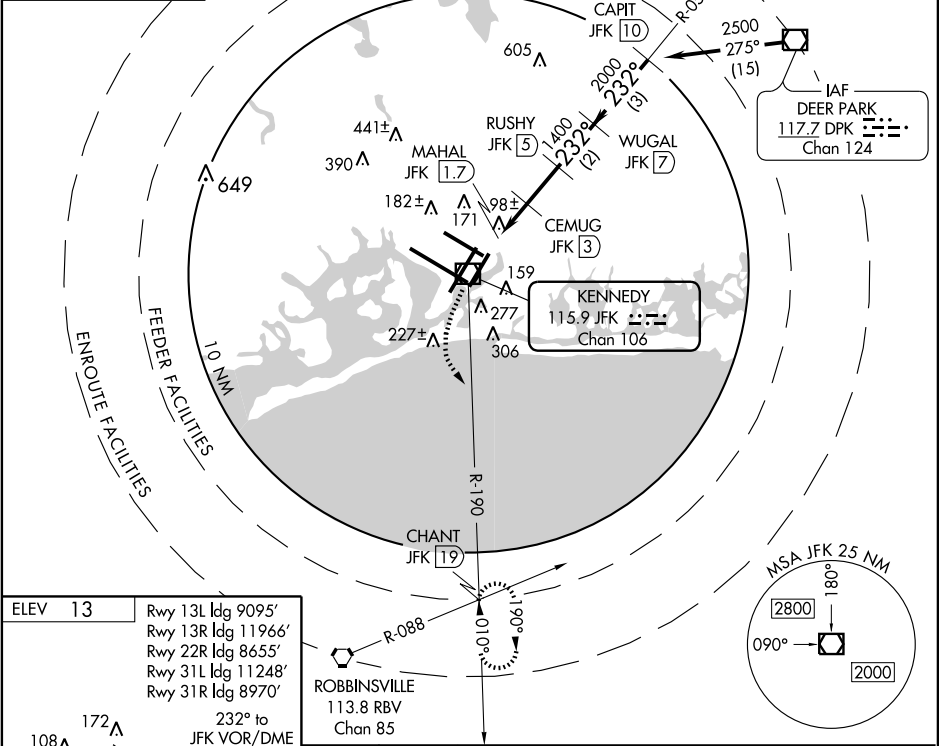 CAPIT
JFK 10
2500
275°
(15)
605
2000
232°
(3)
IAF
DEER PARK
117.7 DPK
Chan 124
441±
RUSHY
JFK 5
1400
232°
(2)
WUGAL
JFK 7
390
MAHAL
JFK 1.7
649
182±
171
98±
CEMUG
JFK 3
159
KENNEDY
115.9 JFK
Chan 106
277
227±
306
10 NM
FEEDER FACILITIES
ENROUTE FACILITIES
R-190
CHANT
JFK 19
R-088
010°
190°
ROBBINSVILLE
113.8 RBV
Chan 85
MSA JFK 25 NM
180°
2800
090°
2000
ELEV 13
Rwy 13L ldg 9095'
Rwy 13R ldg 11966'
Rwy 22R ldg 8655'
Rwy 31L ldg 11248'
Rwy 31R ldg 8970'
172
232° to
JFK VOR/DME
108